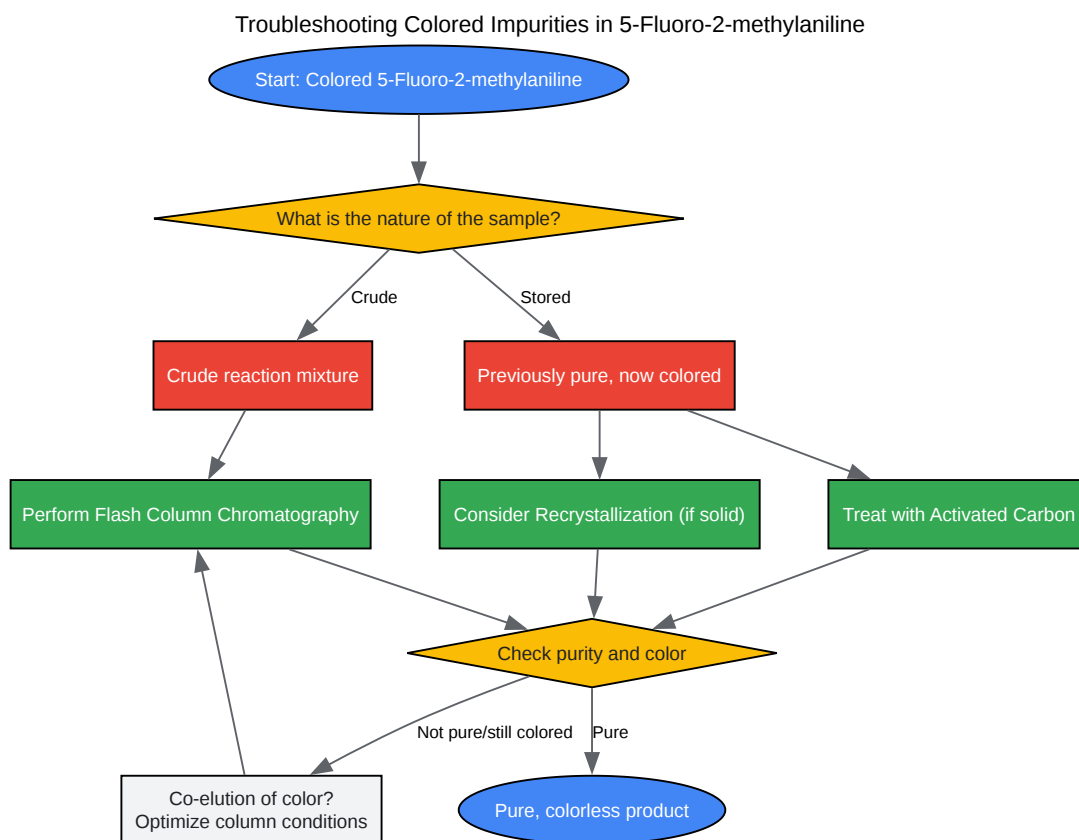 Troubleshooting Colored Impurities in 5-Fluoro-2-methylaniline
Start: Colored 5-Fluoro-2-methylaniline
What is the nature of the sample?
Crude
Stored
Crude reaction mixture
Previously pure, now colored
Perform Flash Column Chromatography
Consider Recrystallization (if solid)
Treat with Activated Carbon
Check purity and color
Not pure/still colored
Pure
Co-elution of color?
Optimize column conditions
Pure, colorless product